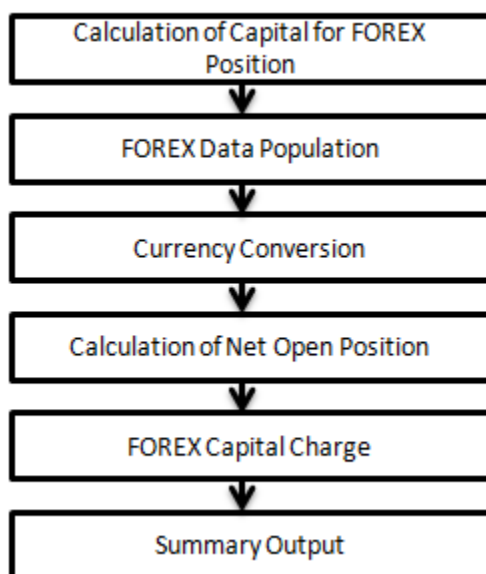 Calculation of Capital for FOREX
Position
FOREX Data Population
Currency Conversion
Calculation of Net Open Position
FOREX Capital Charge
Summary Output